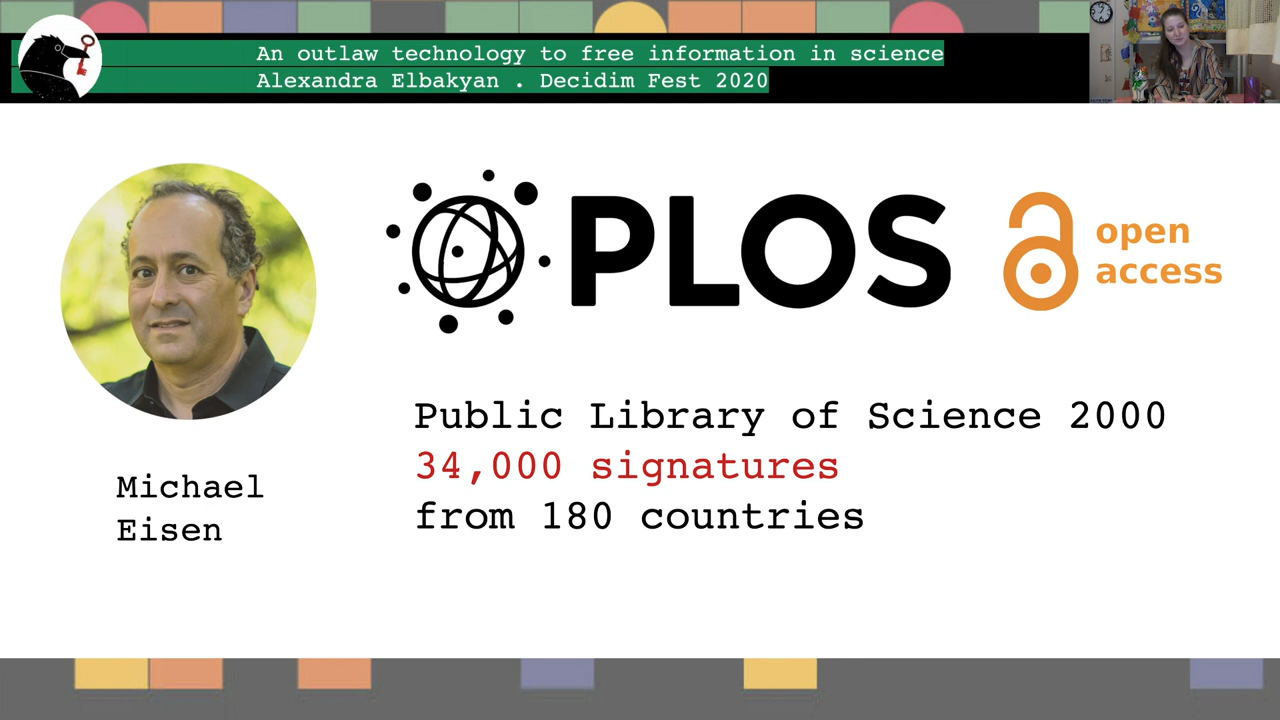 An outlaw technology to free information in science
Alexandra Elbakyan . Decidim Fest 2020
PLOS
open
access
Public Library of Science 2000
34,000 signatures
from 180 countries
Michael
Eisen